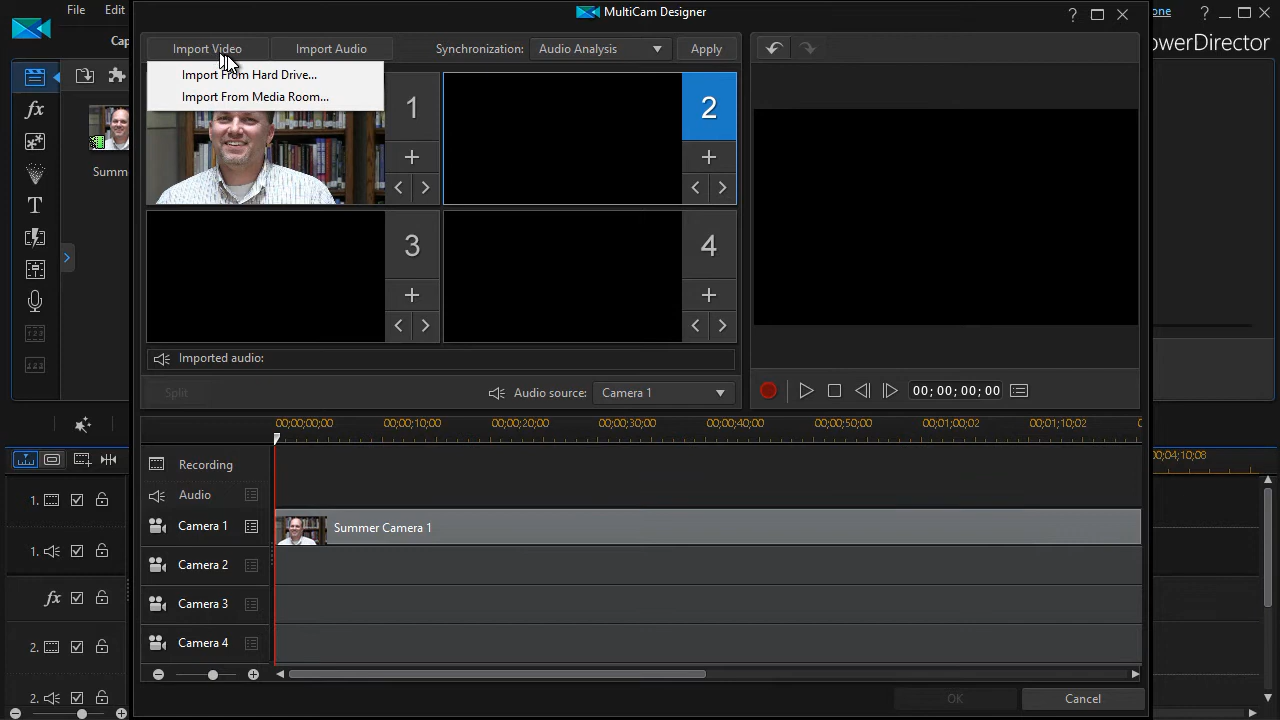 File Edit
MultiCam Designer
one
?
?
Cap
PowerDirector
Import Video Import Audio Synchronization: Audio Analysis Apply
Import From Hard Drive...
Import From Media Room...
1
2
+ +
< > < >
fx
Summ
T
3
4
+ +
< > < >
Imported audio:
Split Audio source: Camera 1 00; 00; 00; 00
00;00;00;00 00;00;10;00 00;00;20;00 00;00;30;00 00;00;40;00 00;00;50;00 00;01;00;02 00;01;10;02
00;04;10;08
Recording
Audio
1.
Camera 1 Summer Camera 1
1.
Camera 2
fx
Camera 3
2.
Camera 4
2.
OK Cancel